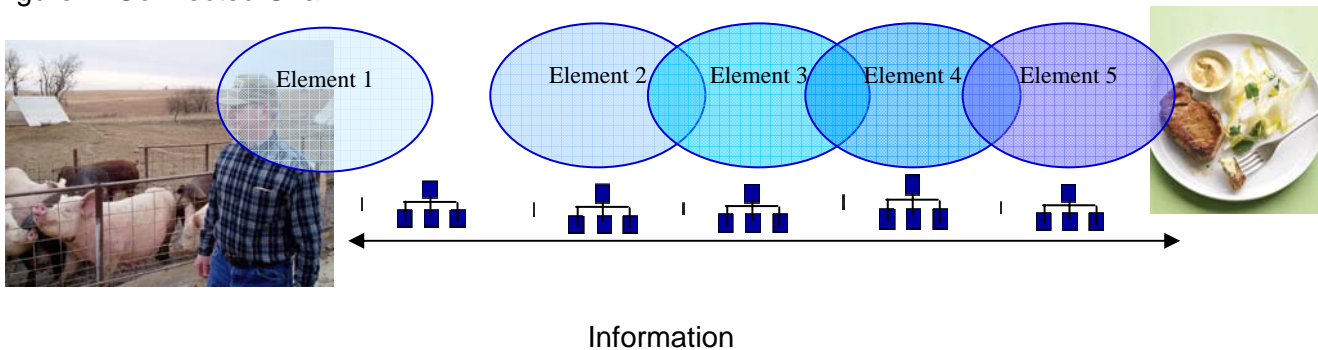 Element 1
Element 2
Element 3
Element 4
Element 5
Information